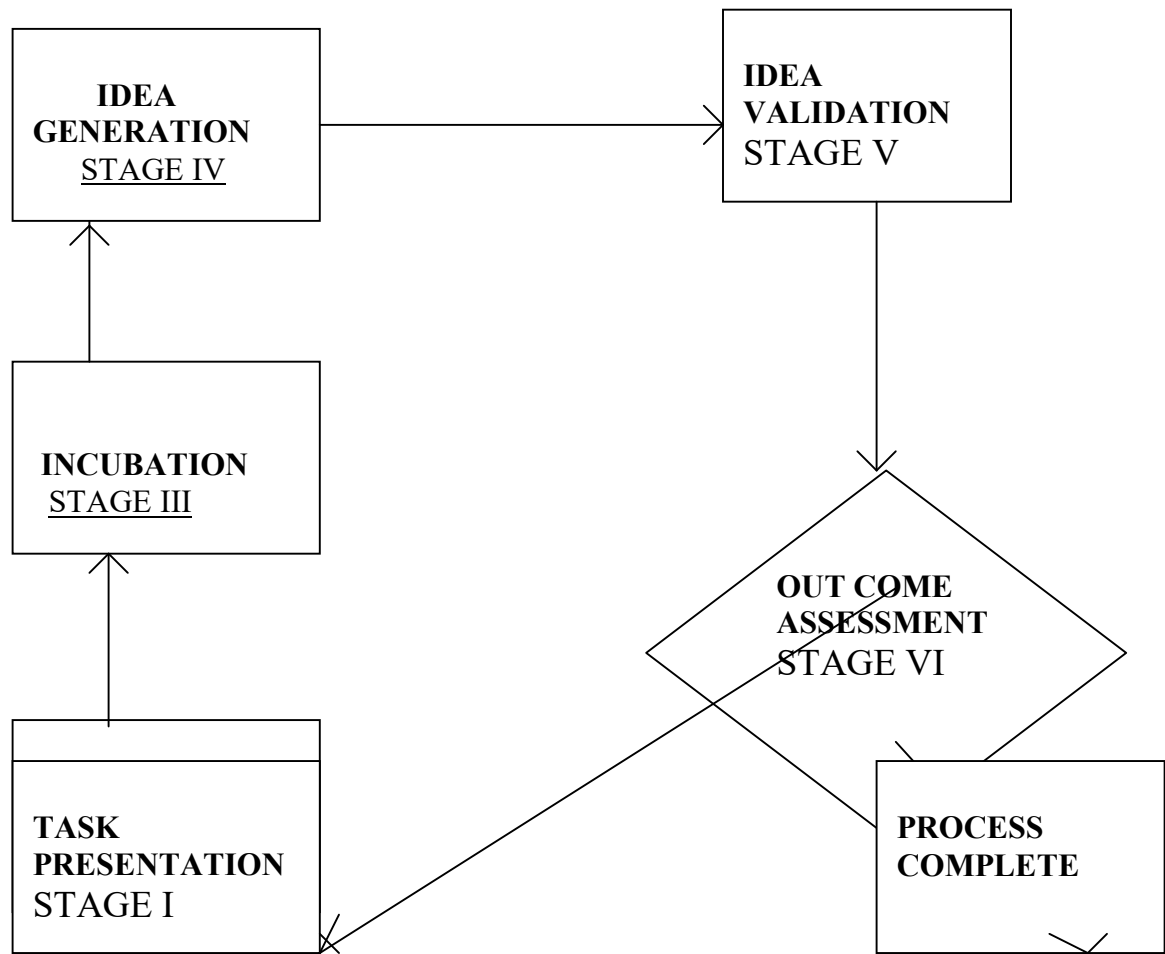 IDEA
GENERATION
STAGE IV
IDEA
VALIDATION
STAGE V
INCUBATION
STAGE III
OUT COME
ASSESSMENT
STAGE VI
TASK
PRESENTATION
STAGE I
PROCESS
COMPLETE